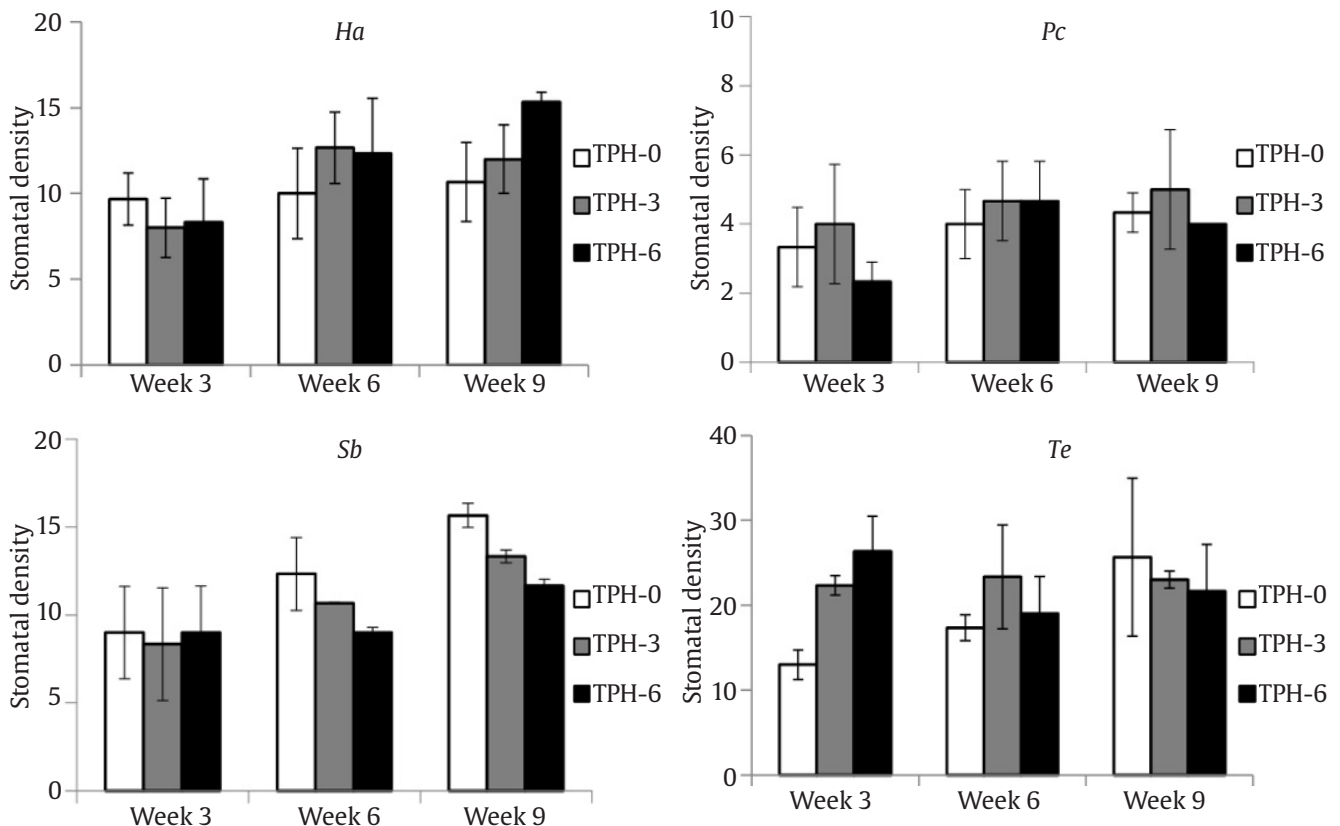 Ha
Stomatal density
20
15
10
5
0
Week 3 Week 6 Week 9
TPH-0
TPH-3
TPH-6
Pc
Stomatal density
10
8
6
4
2
0
Week 3 Week 6 Week 9
TPH-0
TPH-3
TPH-6
Sb
Stomatal density
20
15
10
5
0
Week 3 Week 6 Week 9
TPH-0
TPH-3
TPH-6
Te
Stomatal density
40
30
20
10
0
Week 3 Week 6 Week 9
TPH-0
TPH-3
TPH-6